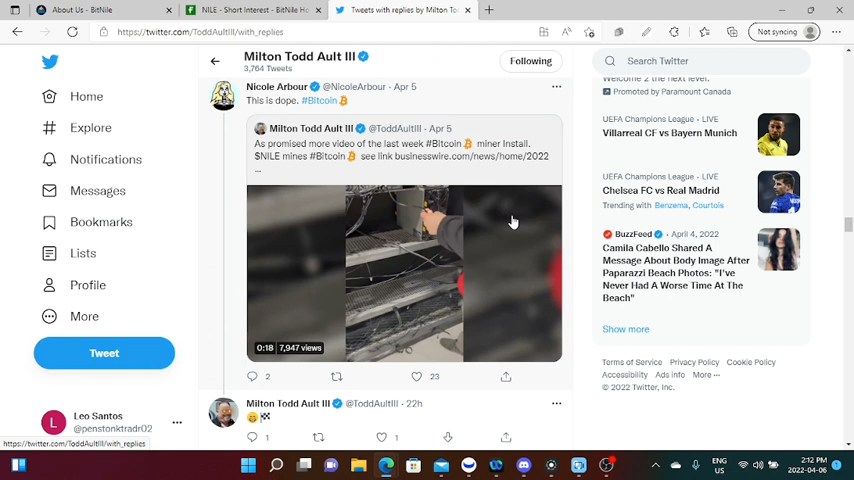 About Us - BitNile
NILE - Short Interest - BitNile Ho
Tweets with replies by Milton To
https://twitter.com/ToddAultIII/with_replies
Not syncing
Milton Todd Ault III
3,764 Tweets
Following
Search Twitter
Home
Explore
Notifications
Messages
Bookmarks
Lists
Profile
More
Tweet
Leo Santos
@penstonktradr02
https://twitter.com/ToddAultIII/with_replies
Nicole Arbour @NicoleArbour · Apr 5
This is dope. #Bitcoin
Milton Todd Ault III @ToddAultIII · Apr 5
As promised more video of the last week #Bitcoin miner Install.
$NILE mines #Bitcoin see link businesswire.com/news/home/2022
...
0:18 7,947 views
2
23
Milton Todd Ault III @ToddAultIII · 22h
1
1
Welcome 2 the next level.
Promoted by Paramount Canada
UEFA Champions League · LIVE
Villarreal CF vs Bayern Munich
UEFA Champions League · LIVE
Chelsea FC vs Real Madrid
Trending with Benzema, Courtois
BuzzFeed · April 4, 2022
Camila Cabello Shared A
Message About Body Image After
Paparazzi Beach Photos: "I've
Never Had A Worse Time At The
Beach"
Show more
Terms of Service Privacy Policy Cookie Policy
Accessibility Ads info More ...
© 2022 Twitter, Inc.
ENG
US
2:12 PM
2022-04-06